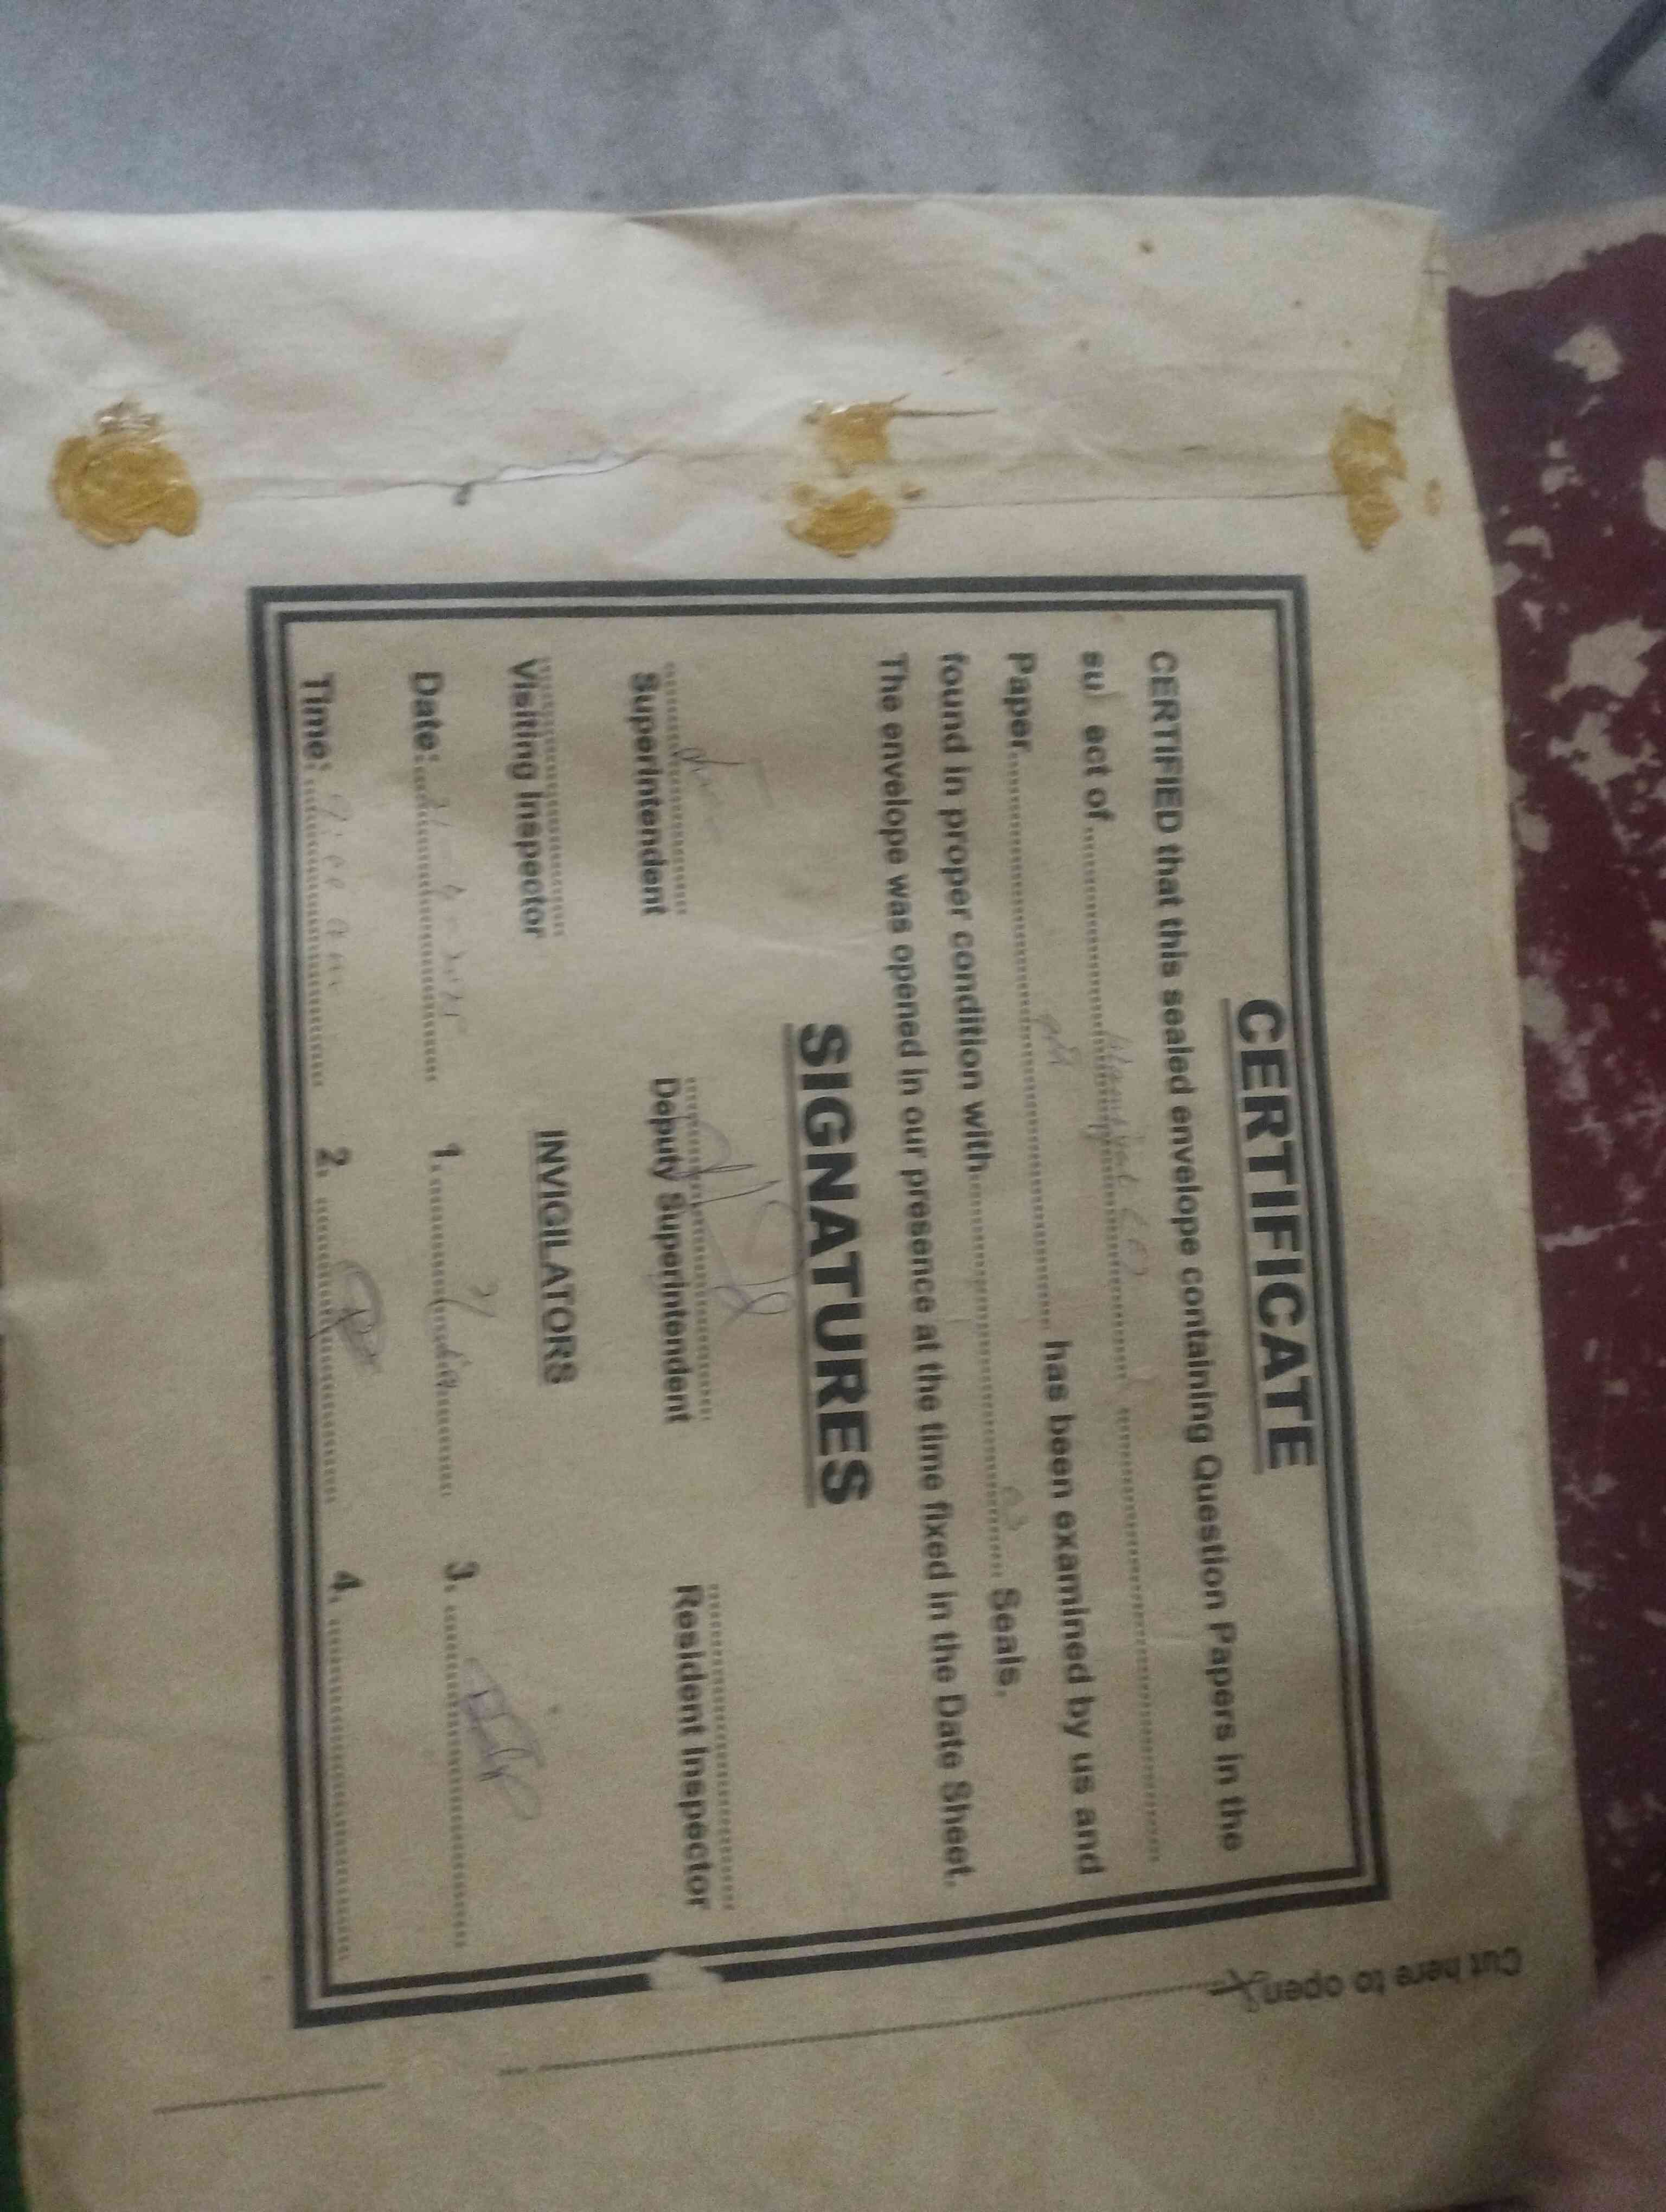 CERTIFICATE
CERTIFIED that this sealed envelope containing Question Papers in the
su ect of
Paper has been examined by us and
found in proper condition with Seals.
The envelope was opened in our presence at the time fixed in the Date Sheet.
SIGNATURES
Superintendent Deputy Superintendent Resident Inspector
Visiting Inspector INVIGILATORS
Date: 1. 3.
Time: 2. 4.
Cut here to open